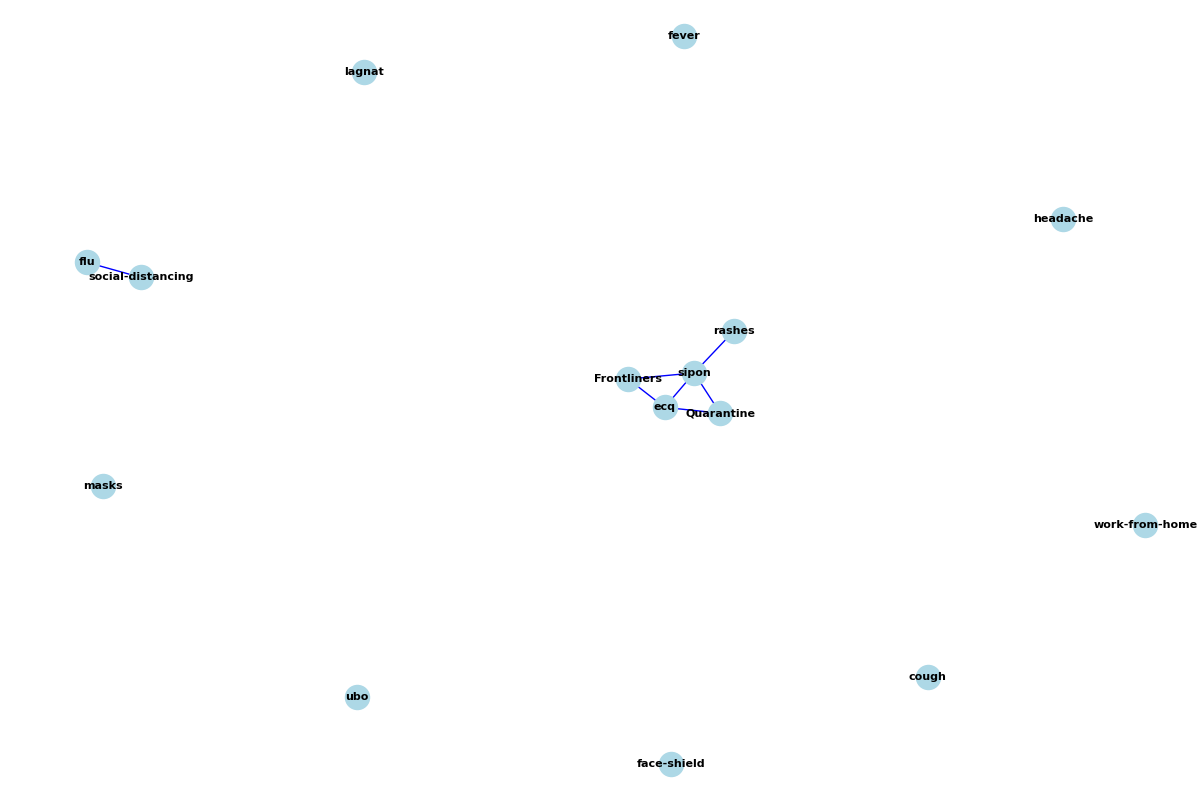 fever
lagnat
headache
flu
social-distancing
rashes
sipon
Frontliners
ecq
Quarantine
masks
work-from-home
cough
ubo
face-shield